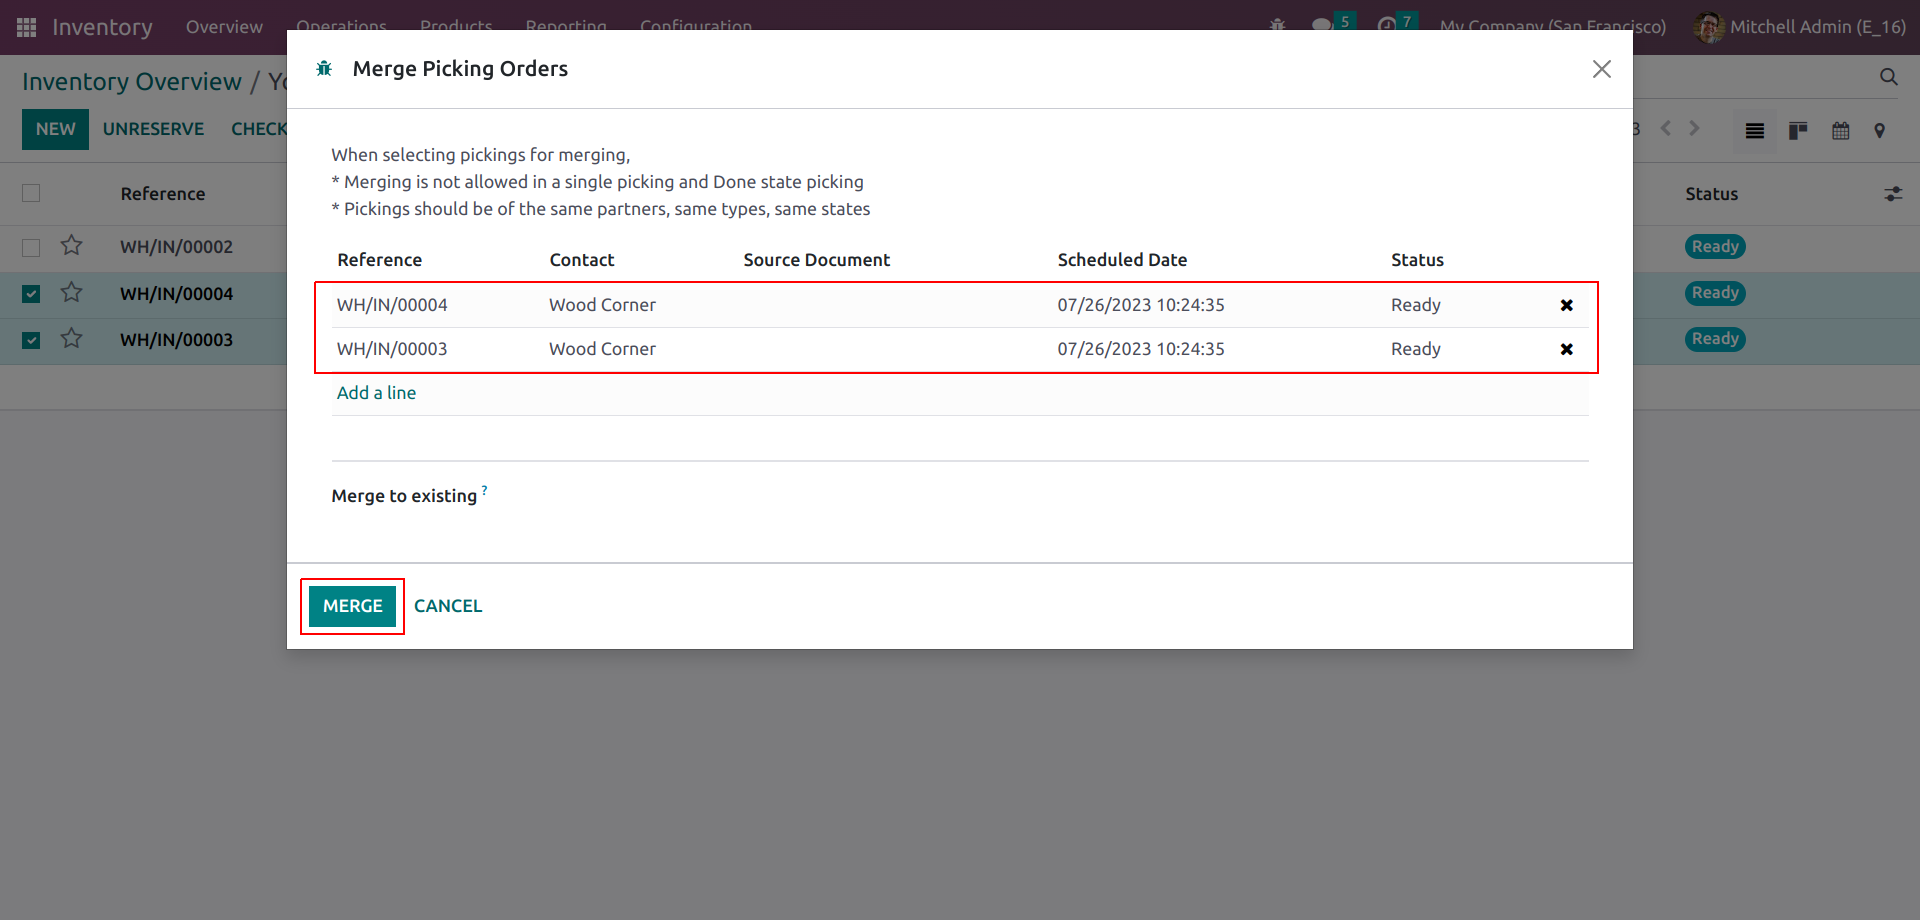 Inventory Overview Operations Products Reporting Configuration 5 7 My Company (San Francisco) Mitchell Admin (E_16)
Inventory Overview /
NEW UNRESERVE CHECK
Reference Status
WH/IN/00002 Ready
WH/IN/00004 Ready
WH/IN/00003 Ready
Merge Picking Orders
When selecting pickings for merging,
* Merging is not allowed in a single picking and Done state picking
* Pickings should be of the same partners, same types, same states
Reference Contact Source Document Scheduled Date Status
WH/IN/00004 Wood Corner 07/26/2023 10:24:35 Ready
WH/IN/00003 Wood Corner 07/26/2023 10:24:35 Ready
Add a line
Merge to existing ?
MERGE CANCEL